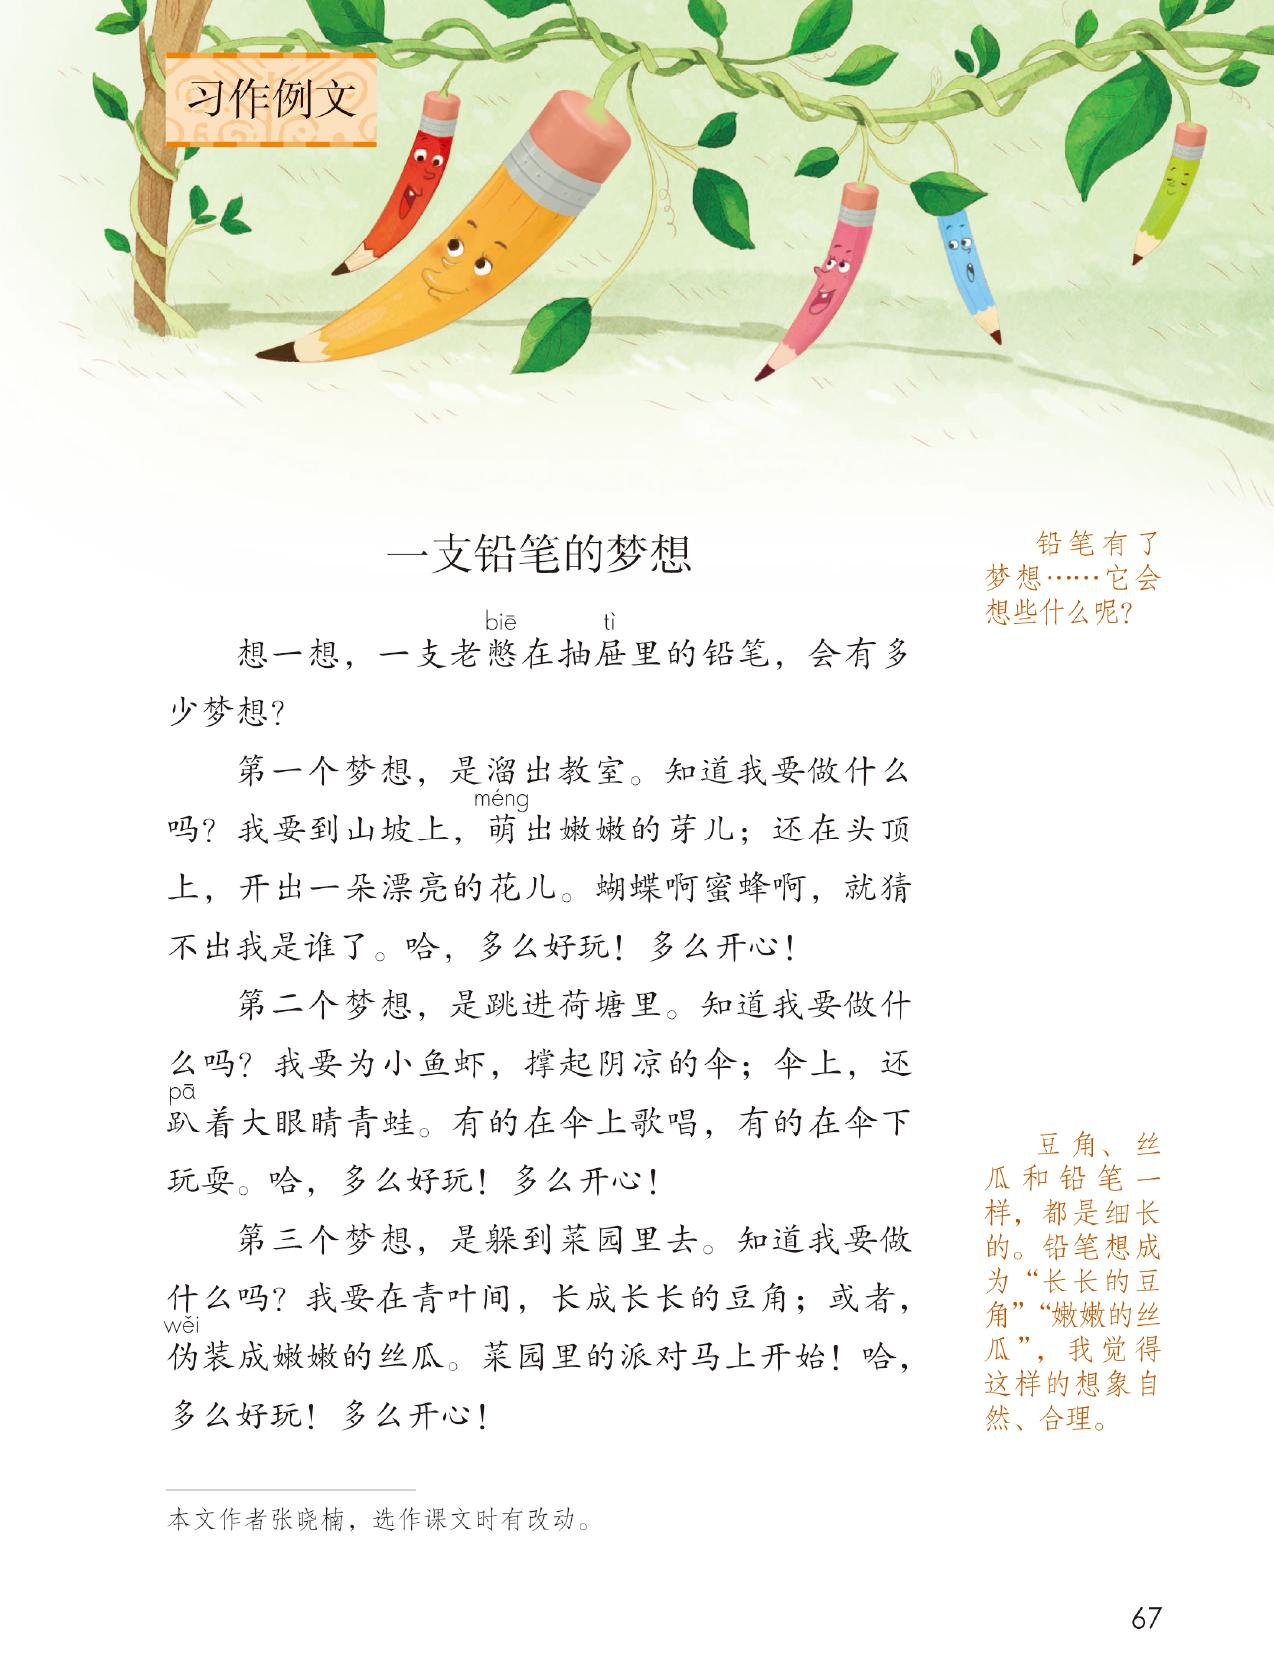 习作例文
一支铅笔的梦想
铅笔有了
梦想……它会
想些什么呢？
biē tì
想一想，一支老憋在抽屉里的铅笔，会有多
少梦想？
第一个梦想，是溜出教室。知道我要做什么
méng
吗？我要到山坡上，萌出嫩嫩的芽儿；还在头顶
上，开出一朵漂亮的花儿。蝴蝶啊蜜蜂啊，就猜
不出我是谁了。哈，多么好玩！多么开心！
第二个梦想，是跳进荷塘里。知道我要做什
么吗？我要为小鱼虾，撑起阴凉的伞；伞上，还
pā
趴着大眼睛青蛙。有的在伞上歌唱，有的在伞下
玩耍。哈，多么好玩！多么开心！
第三个梦想，是躲到菜园里去。知道我要做
什么吗？我要在青叶间，长成长长的豆角；或者，
wěi
伪装成嫩嫩的丝瓜。菜园里的派对马上开始！哈，
多么好玩！多么开心！
豆角、丝
瓜和铅笔一
样，都是细长
的。铅笔想成
为“长长的豆
角”“嫩嫩的丝
瓜”，我觉得
这样的想象自
然、合理。
本文作者张晓楠，选作课文时有改动。
67